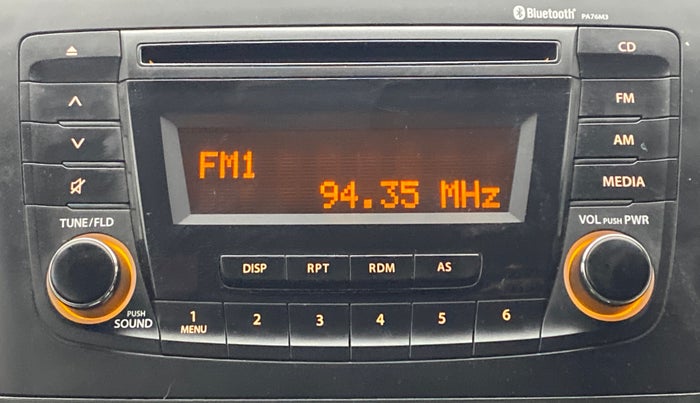 Bluetooth® PA76M3
CD
FM
AM
MEDIA
FM1
94.35 MHz
TUNE/FLD
VOL PUSH PWR
DISP RPT RDM AS
PUSH
SOUND
1 2 3 4 5 6
MENU